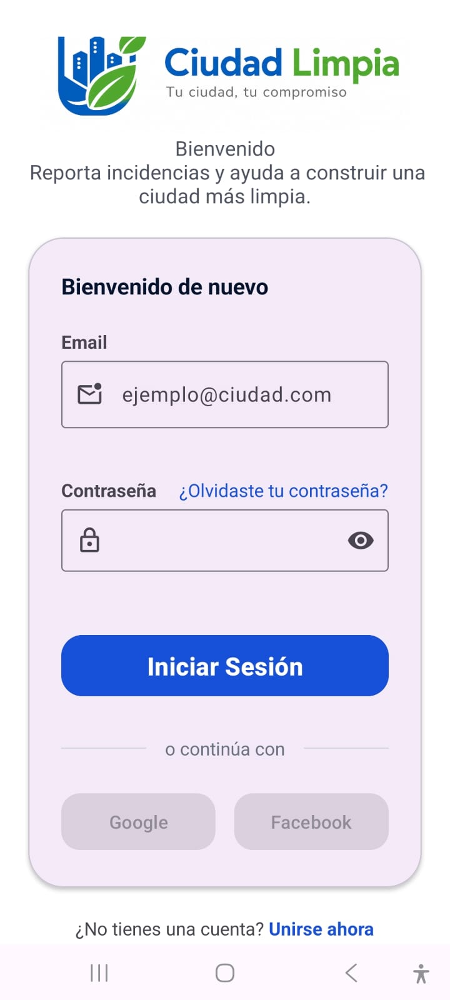 Ciudad Limpia
Tu ciudad, tu compromiso
Bienvenido
Reporta incidencias y ayuda a construir una
ciudad más limpia.
Bienvenido de nuevo
Email
ejemplo@ciudad.com
Contraseña ¿Olvidaste tu contraseña?
Iniciar Sesión
o continúa con
Google Facebook
¿No tienes una cuenta? Unirse ahora